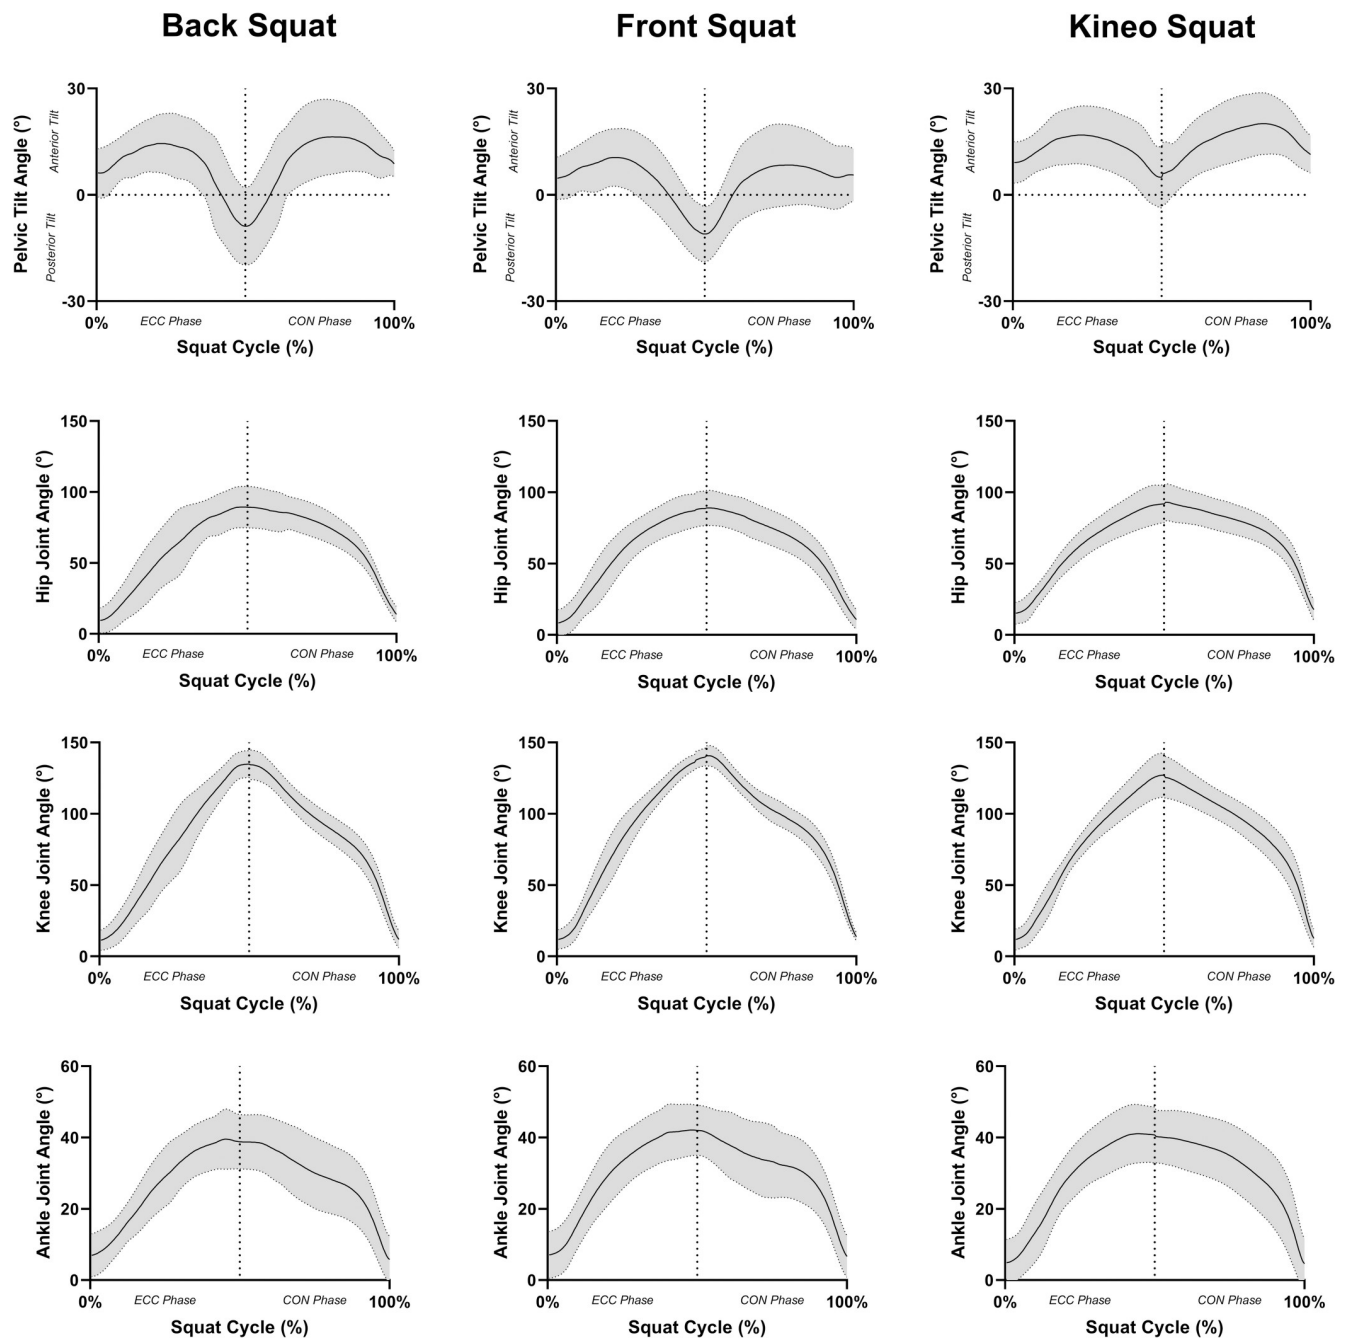 Back Squat Front Squat Kineo Squat
Pelvic Tilt Angle (°)
Anterior Tilt
Posterior Tilt
30
0
-30
0% ECC Phase CON Phase 100%
Squat Cycle (%)
Pelvic Tilt Angle (°)
Anterior Tilt
Posterior Tilt
30
0
-30
0% ECC Phase CON Phase 100%
Squat Cycle (%)
Pelvic Tilt Angle (°)
Anterior Tilt
Posterior Tilt
30
0
-30
0% ECC Phase CON Phase 100%
Squat Cycle (%)
Hip Joint Angle (°)
150
100
50
0
0% ECC Phase CON Phase 100%
Squat Cycle (%)
Hip Joint Angle (°)
150
100
50
0
0% ECC Phase CON Phase 100%
Squat Cycle (%)
Hip Joint Angle (°)
150
100
50
0
0% ECC Phase CON Phase 100%
Squat Cycle (%)
Knee Joint Angle (°)
150
100
50
0
0% ECC Phase CON Phase 100%
Squat Cycle (%)
Knee Joint Angle (°)
150
100
50
0
0% ECC Phase CON Phase 100%
Squat Cycle (%)
Knee Joint Angle (°)
150
100
50
0
0% ECC Phase CON Phase 100%
Squat Cycle (%)
Ankle Joint Angle (°)
60
40
20
0
0% ECC Phase CON Phase 100%
Squat Cycle (%)
Ankle Joint Angle (°)
60
40
20
0
0% ECC Phase CON Phase 100%
Squat Cycle (%)
Ankle Joint Angle (°)
60
40
20
0
0% ECC Phase CON Phase 100%
Squat Cycle (%)